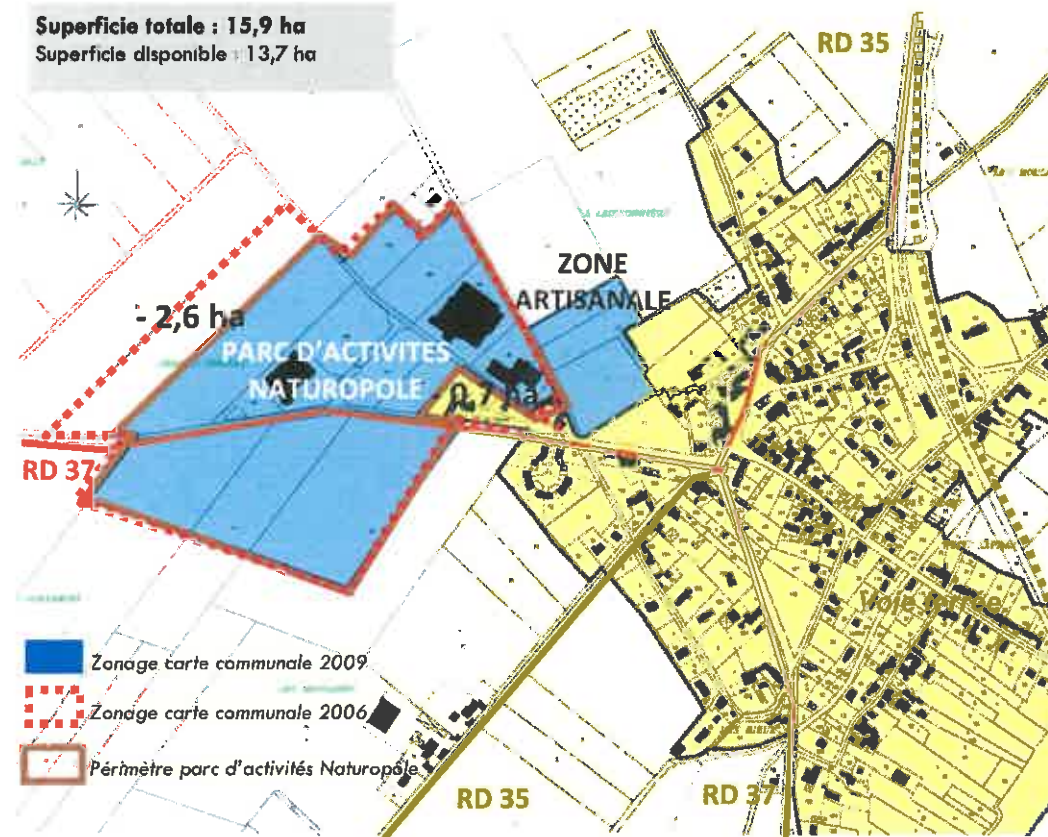 Superficie totale : 15,9 ha
Superficie disponible : 13,7 ha
RD 35
ZONE
ARTISANALE
- 2,6 ha
PARC D'ACTIVITES
NATUROPOLE
RD 37
Voie ferrée
Zonage carte communale 2009
Zonage carte communale 2006
Périmètre parc d'activités Naturopole
RD 35
RD 37